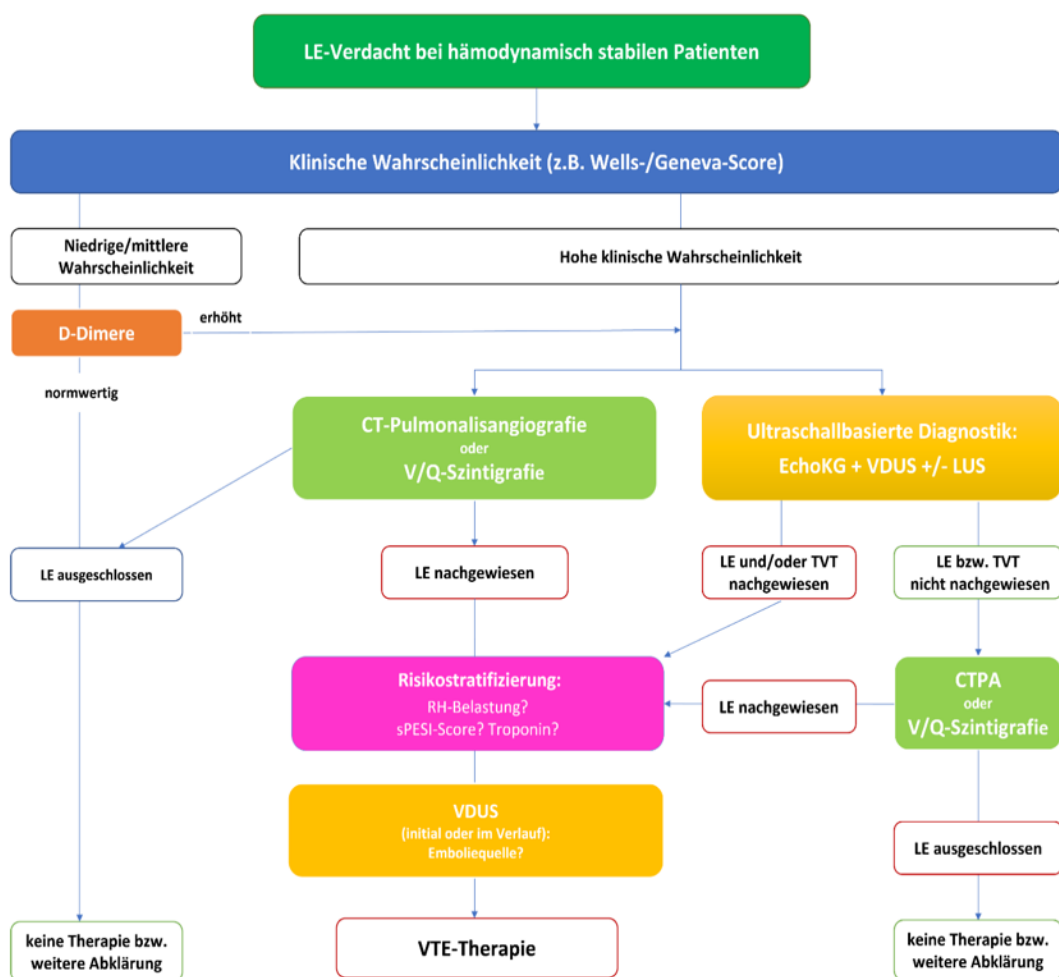 LE-Verdacht bei hämodynamisch stabilen Patienten
Klinische Wahrscheinlichkeit (z.B. Wells-/Geneva-Score)
Niedrige/mittlere
Wahrscheinlichkeit
Hohe klinische Wahrscheinlichkeit
D-Dimere
erhöht
normwertig
CT-Pulmonalisangiografie
oder
V/Q-Szintigrafie
Ultraschallbasierte Diagnostik:
EchoKG + VDUS +/- LUS
LE ausgeschlossen
LE nachgewiesen
LE und/oder TVT
nachgewiesen
LE bzw. TVT
nicht nachgewiesen
Risikostratifizierung:
RH-Belastung?
sPESI-Score? Troponin?
LE nachgewiesen
CTPA
oder
V/Q-Szintigrafie
VDUS
(initial oder im Verlauf):
Emboliequelle?
LE ausgeschlossen
keine Therapie bzw.
weitere Abklärung
VTE-Therapie
keine Therapie bzw.
weitere Abklärung